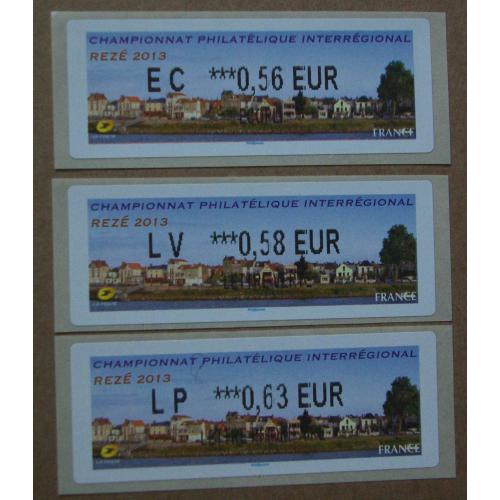 CHAMPIONNAT PHILATÉLIQUE INTERRÉGIONAL
REZÉ 2013
EC ***0,56 EUR
FRANCE
CHAMPIONNAT PHILATÉLIQUE INTERRÉGIONAL
REZÉ 2013
LV ***0,58 EUR
FRANCE
CHAMPIONNAT PHILATÉLIQUE INTERRÉGIONAL
REZÉ 2013
LP ***0,63 EUR
FRANCE